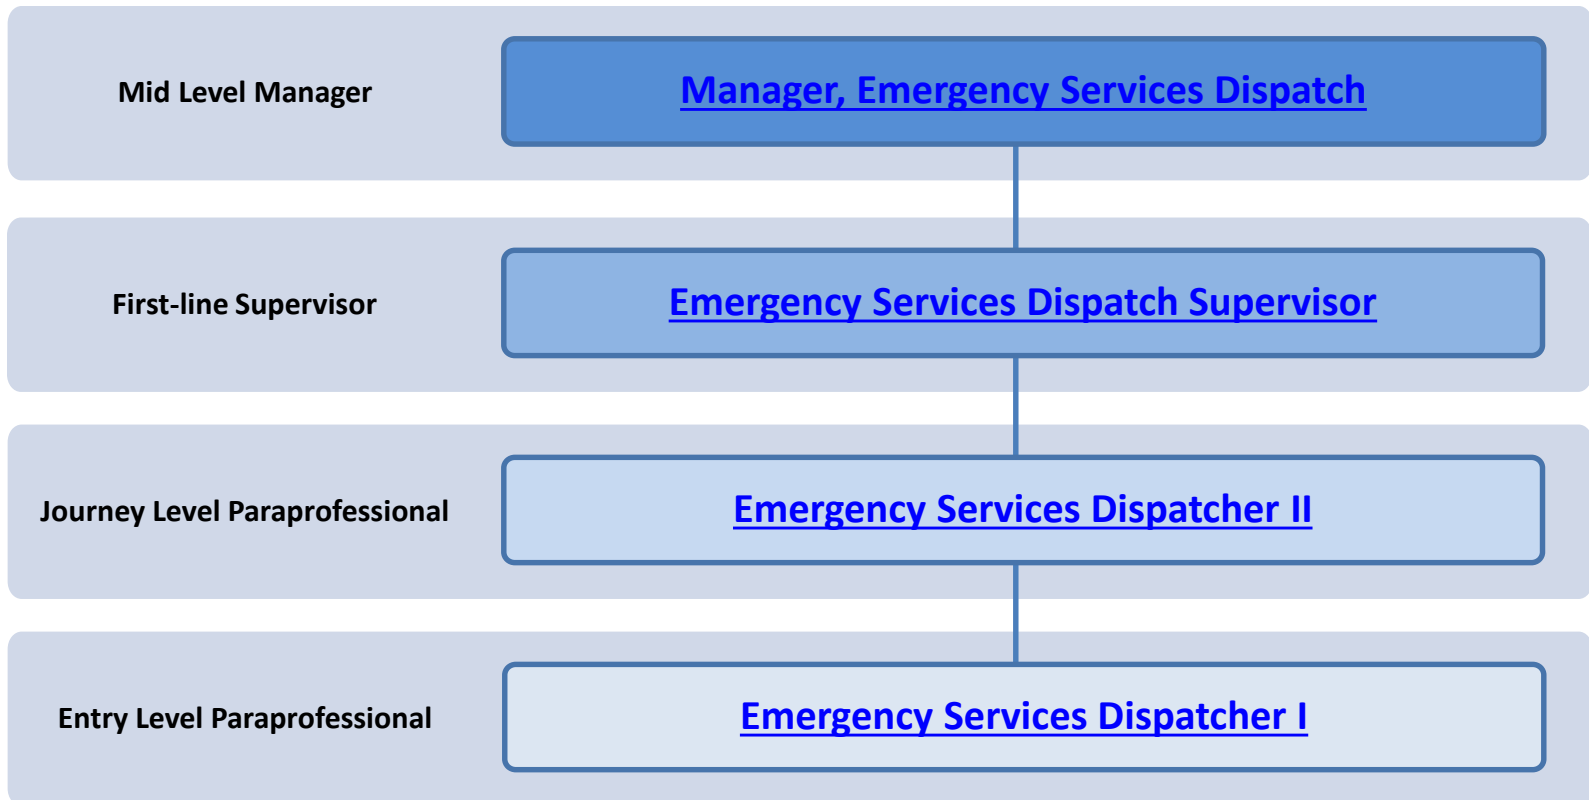 Mid Level Manager
Manager, Emergency Services Dispatch
First-line Supervisor
Emergency Services Dispatch Supervisor
Journey Level Paraprofessional
Emergency Services Dispatcher II
Entry Level Paraprofessional
Emergency Services Dispatcher I